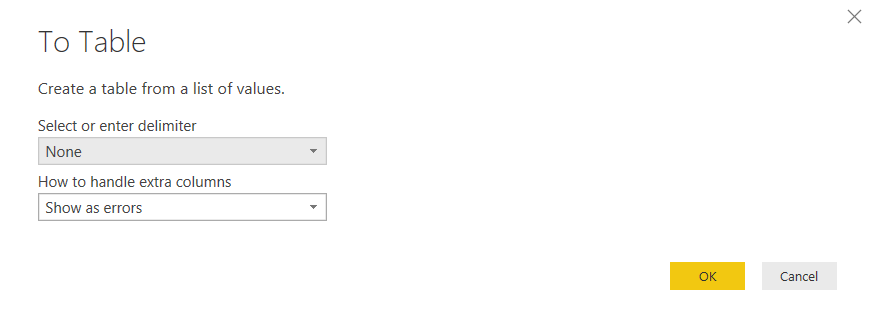 To Table
Create a table from a list of values.
Select or enter delimiter
None
How to handle extra columns
Show as errors
OK
Cancel